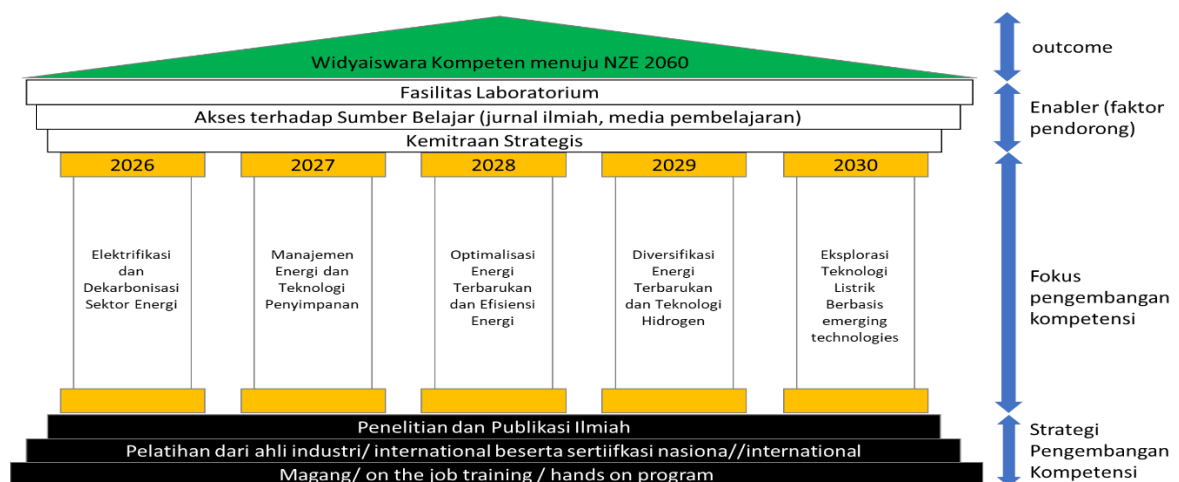 Widyaiswara Kompeten menuju NZE 2060
outcome
Fasilitas Laboratorium
Akses terhadap Sumber Belajar (jurnal ilmiah, media pembelajaran)
Kemitraan Strategis
Enabler (faktor
pendorong)
2026
2027
2028
2029
2030
Elektrifikasi
dan
Dekarbonisasi
Sektor Energi
Manajemen
Energi dan
Teknologi
Penyimpanan
Optimalisasi
Energi
Terbarukan
dan Efisiensi
Energi
Diversifikasi
Energi
Terbarukan
dan Teknologi
Hidrogen
Eksplorasi
Teknologi
Listrik
Berbasis
emerging
technologies
Fokus
pengembangan
kompetensi
Penelitian dan Publikasi Ilmiah
Pelatihan dari ahli industri/ international beserta sertiifkasi nasiona//international
Magang/ on the job training / hands on program
Strategi
Pengembangan
Kompetensi